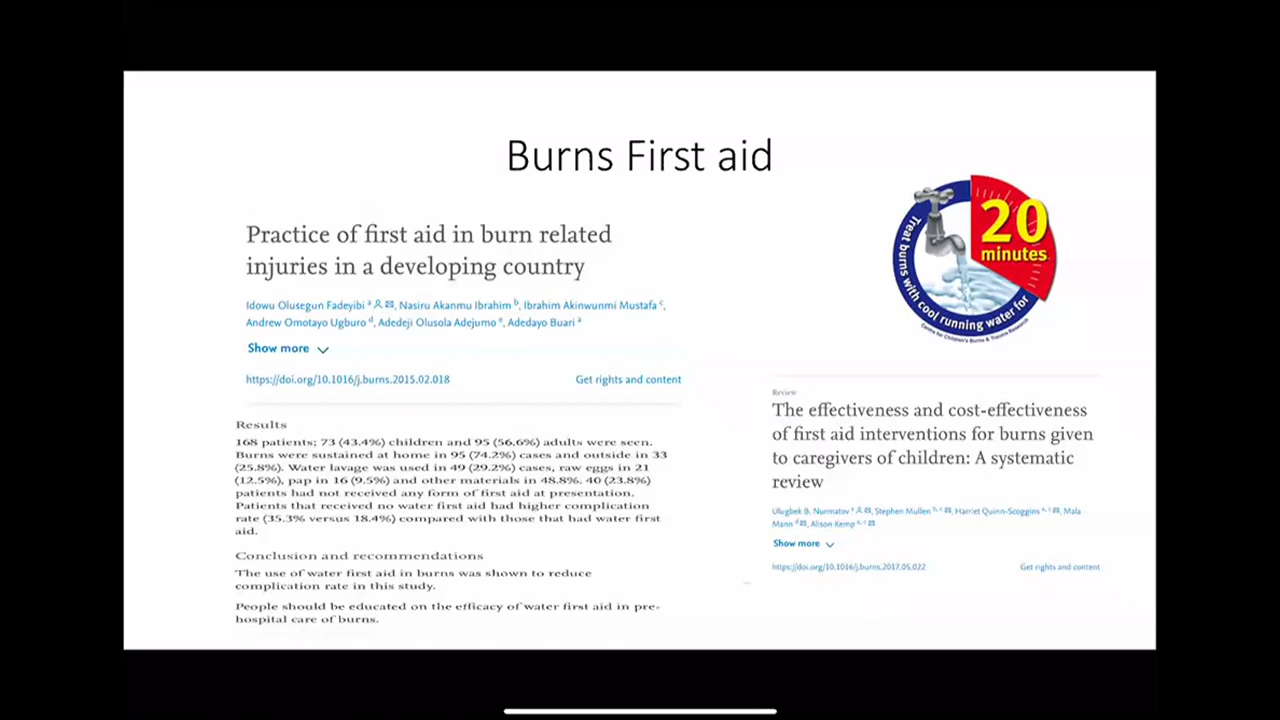 Burns First aid
Practice of first aid in burn related
injuries in a developing country
Idowu Olusegun Fadeyibi a, Nasiru Akanmu Ibrahim b, Ibrahim Akinwunmi Mustafa c,
Andrew Omotayo Ugburo d, Adedeji Olusola Adejumo e, Adedayo Buari a
Show more
https://doi.org/10.1016/j.burns.2015.02.018
Get rights and content
Results
168 patients; 73 (43.4%) children and 95 (56.6%) adults were seen.
Burns were sustained at home in 95 (74.2%) cases and outside in 33
(25.8%). Water lavage was used in 49 (29.2%) cases, raw eggs in 21
(12.5%), pap in 16 (9.5%) and other materials in 48.8%. 40 (23.8%)
patients had not received any form of first aid at presentation.
Patients that received no water first aid had higher complication
rate (35.3% versus 18.4%) compared with those that had water first
aid.
Conclusion and recommendations
The use of water first aid in burns was shown to reduce
complication rate in this study.
People should be educated on the efficacy of water first aid in pre-
hospital care of burns.
Treat burns with cool running water for
20
minutes
Centre for Children's Burns & Trauma Research
Review
The effectiveness and cost-effectiveness
of first aid interventions for burns given
to caregivers of children: A systematic
review
Ulugbek B. Nurmatov, Stephen Mullen, Harriet Quinn-Scoggins, Mala
Mann, Alison Kemp
Show more
https://doi.org/10.1016/j.burns.2017.05.022
Get rights and content